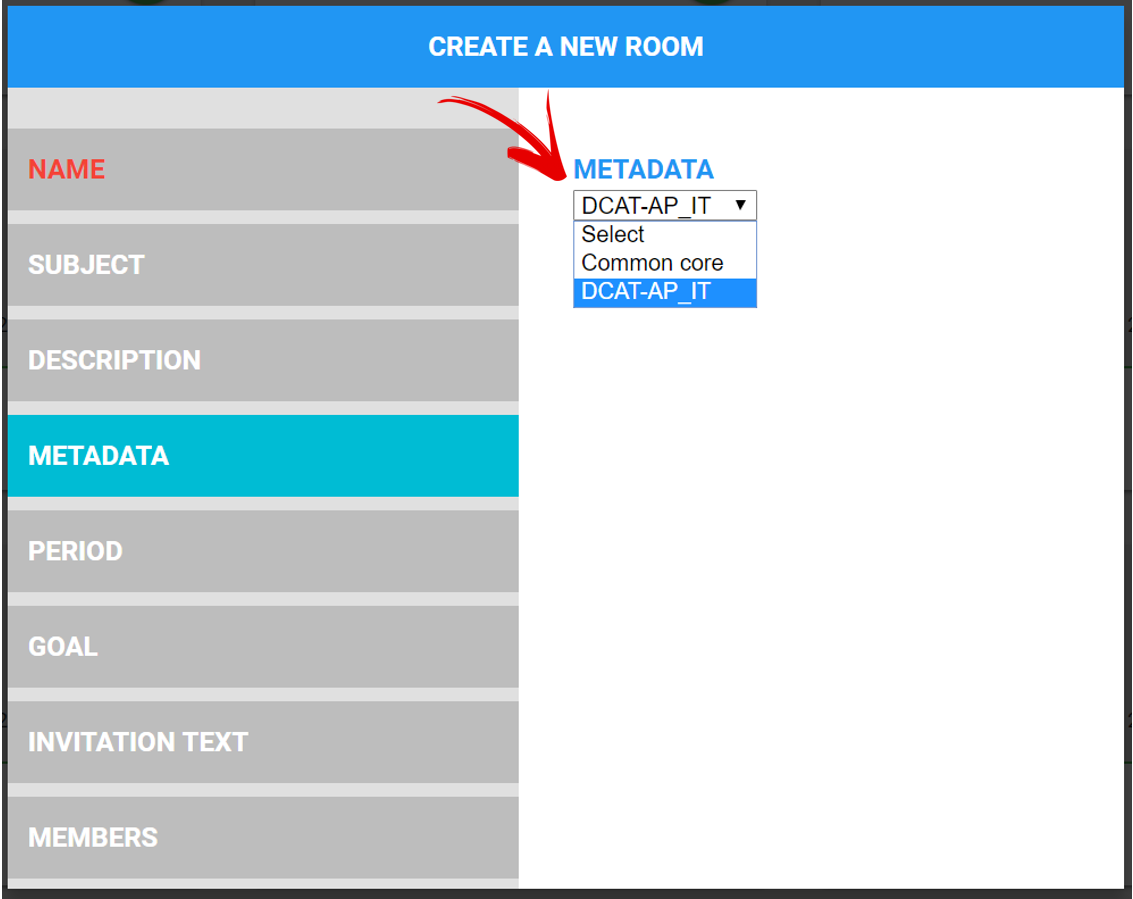 CREATE A NEW ROOM
NAME
SUBJECT
DESCRIPTION
METADATA
PERIOD
GOAL
INVITATION TEXT
MEMBERS
METADATA
DCAT-AP_IT
Select
Common core
DCAT-AP_IT